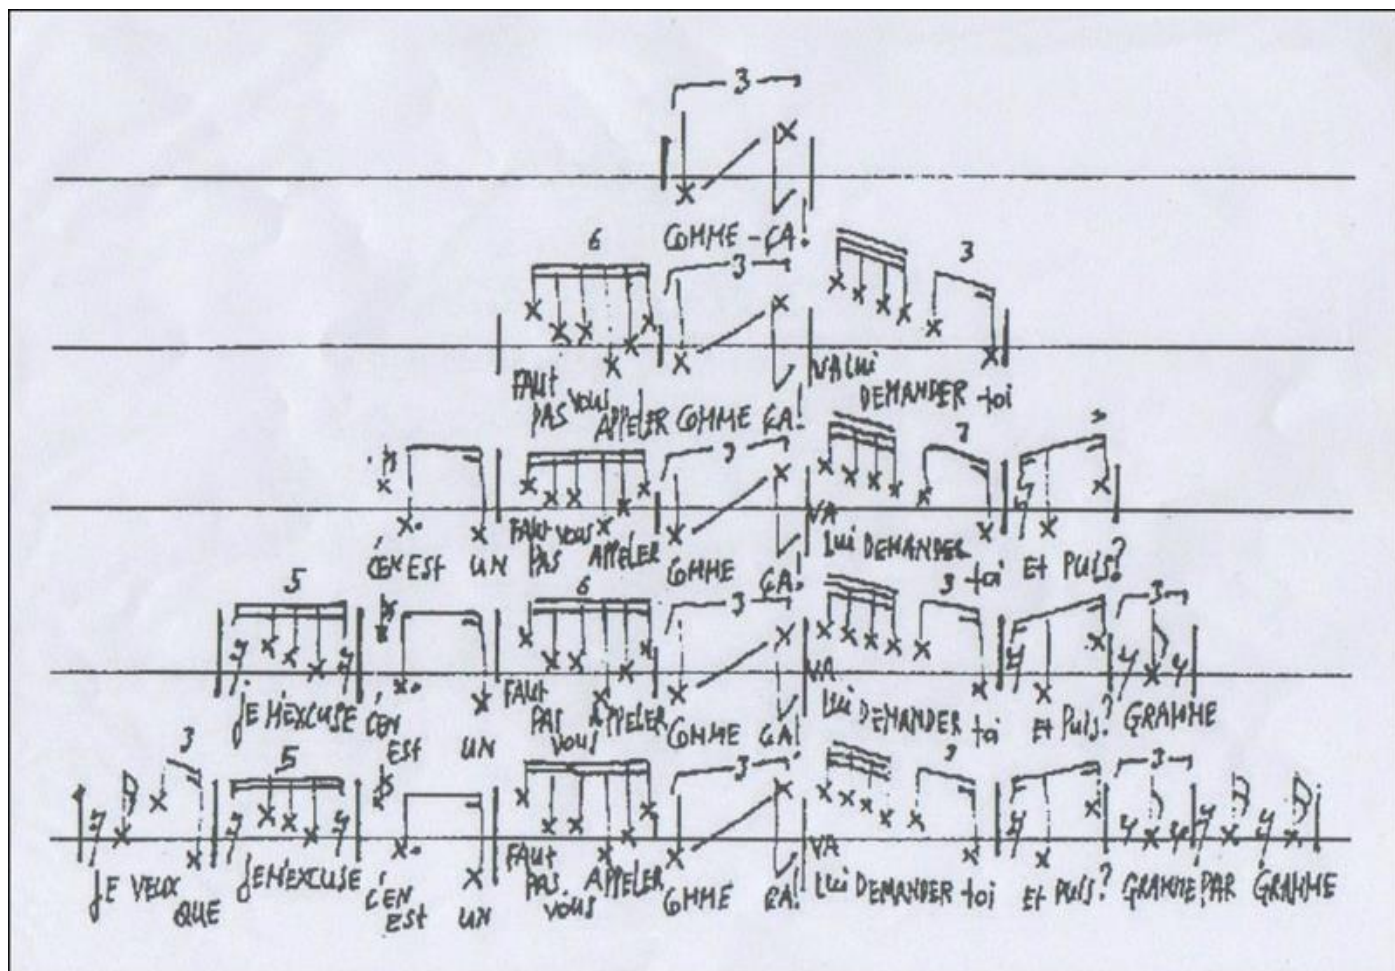 3
COMME - ÇA!
6 3 3
FAUT PAS VOUS APPELER COMME ÇA! VA LUI DEMANDER toi
3 3 3
C'EN EST UN FAUT PAS VOUS APPELER COMME ÇA! VA LUI DEMANDER toi ET PUIS?
5 6 3 3 3
JE M'EXCUSE C'EN EST UN FAUT PAS VOUS APPELER COMME ÇA! VA LUI DEMANDER toi ET PUIS? GRAMME
3 5 3 3 3
JE VEUX QUE JE M'EXCUSE C'EN EST UN FAUT PAS VOUS APPELER COMME ÇA! VA LUI DEMANDER toi ET PUIS? GRAMME PAR GRAMME